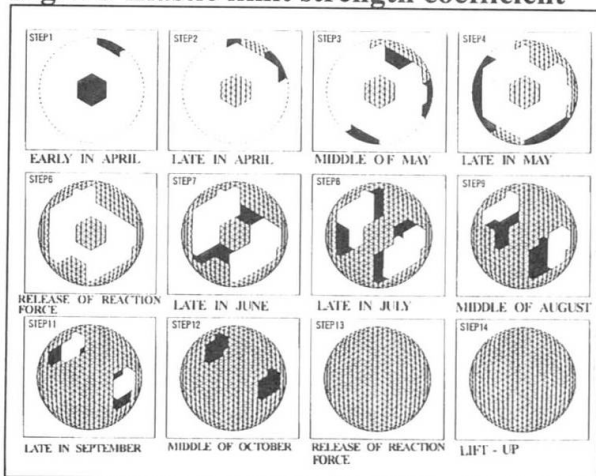 strength coefficient
STEP1
STEP2
STEP3
STEP4
EARLY IN APRIL
LATE IN APRIL
MIDDLE OF MAY
LATE IN MAY
STEP6
STEP7
STEP8
STEP9
RELEASE OF REACTION
FORCE
LATE IN JUNE
LATE IN JULY
MIDDLE OF AUGUST
STEP11
STEP12
STEP13
STEP14
LATE IN SEPTEMBER
MIDDLE OF OCTOBER
RELEASE OF REACTION
FORCE
LIFT - UP